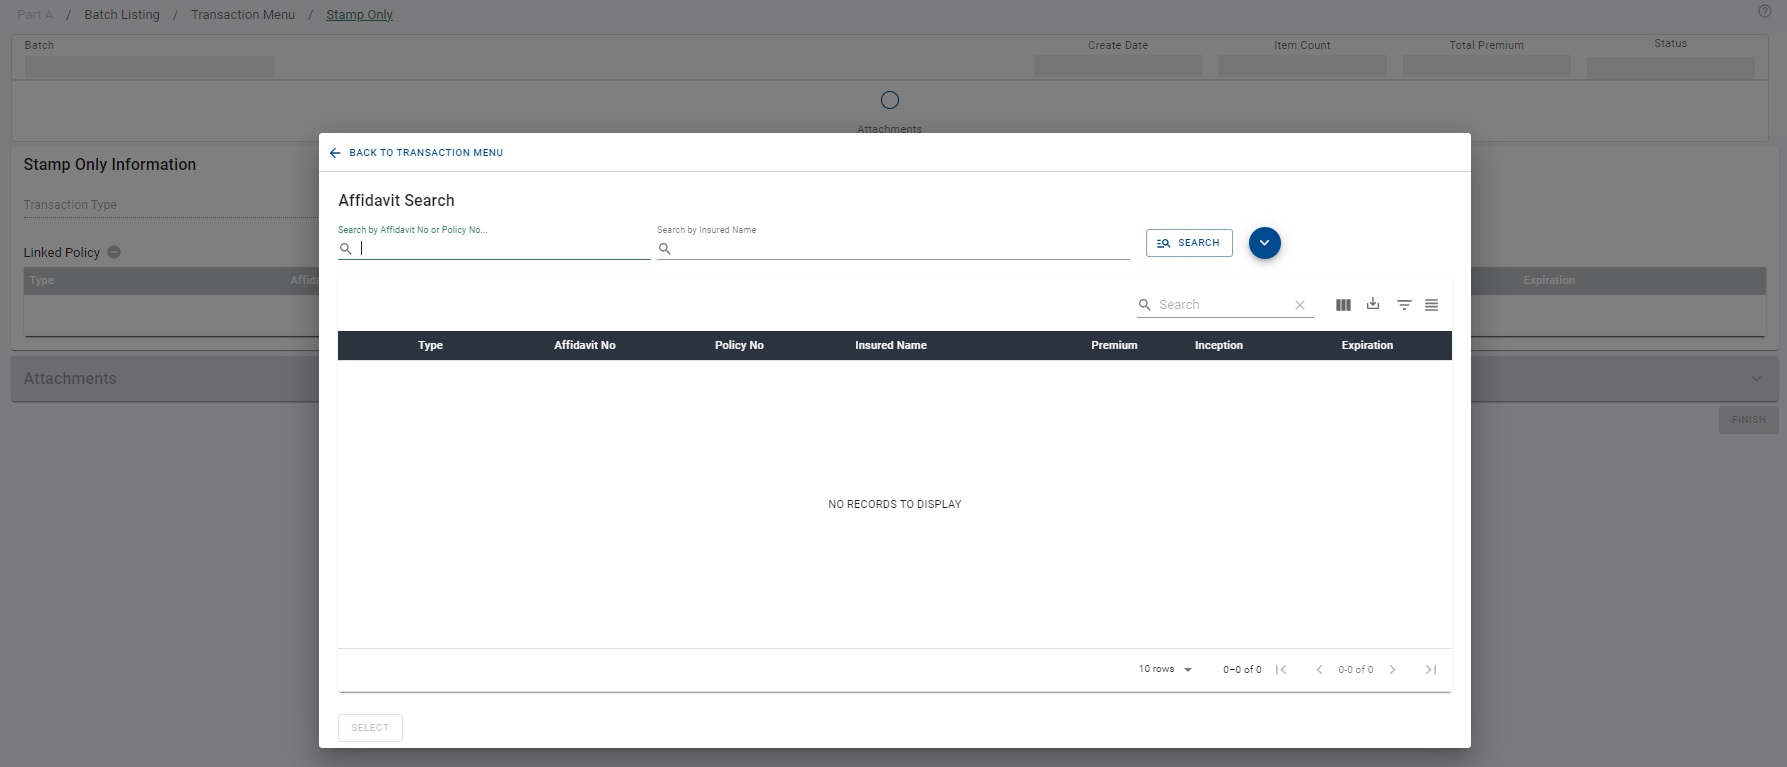 Part A / Batch Listing / Transaction Menu / Stamp Only
Batch
Create Date
Item Count
Total Premium
Status
Attachments
Stamp Only Information
Transaction Type
Linked Policy
Type
Expiration
Attachments
FINISH
BACK TO TRANSACTION MENU
Affidavit Search
Search by Affidavit No or Policy No...
Search by Insured Name
SEARCH
Search
Type Affidavit No Policy No Insured Name Premium Inception Expiration
NO RECORDS TO DISPLAY
10 rows 0–0 of 0 0-0 of 0
SELECT